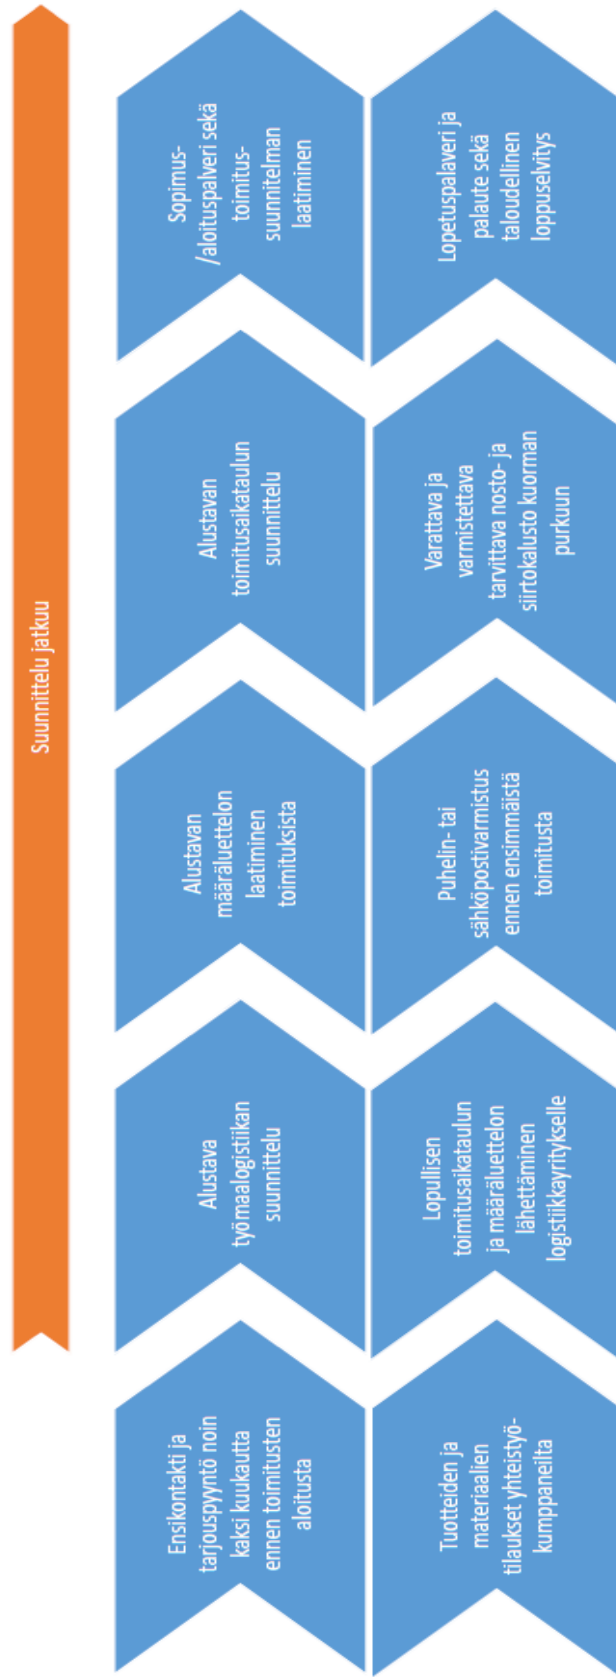 Suunnittelu jatkuu
Ensikontakti ja
tarjouspyyntö noin
kaksi kuukautta
ennen toimitusten
aloitusta
Alustava
työmaalogistiikan
suunnittelu
Alustavan
määräluettelon
laatiminen
toimituksista
Alustavan
toimitusaikataulun
suunnittelu
Sopimus-
/aloituspalveri sekä
toimitus-
suunnitelman
laatiminen
Tuotteiden ja
materiaalien
tilaukset yhteistyö-
kumppaneilta
Lopullisen
toimitusaikataulun
ja määräluettelon
lähettäminen
logistiikkayritykselle
Puhelin- tai
sähköpostivarmistus
ennen ensimmäistä
toimitusta
Varattava ja
varmistettava
tarvittava nosto- ja
siirtokalusto kuorman
purkuun
Lopetuspalaveri ja
palaute sekä
taloudellinen
loppuselvitys